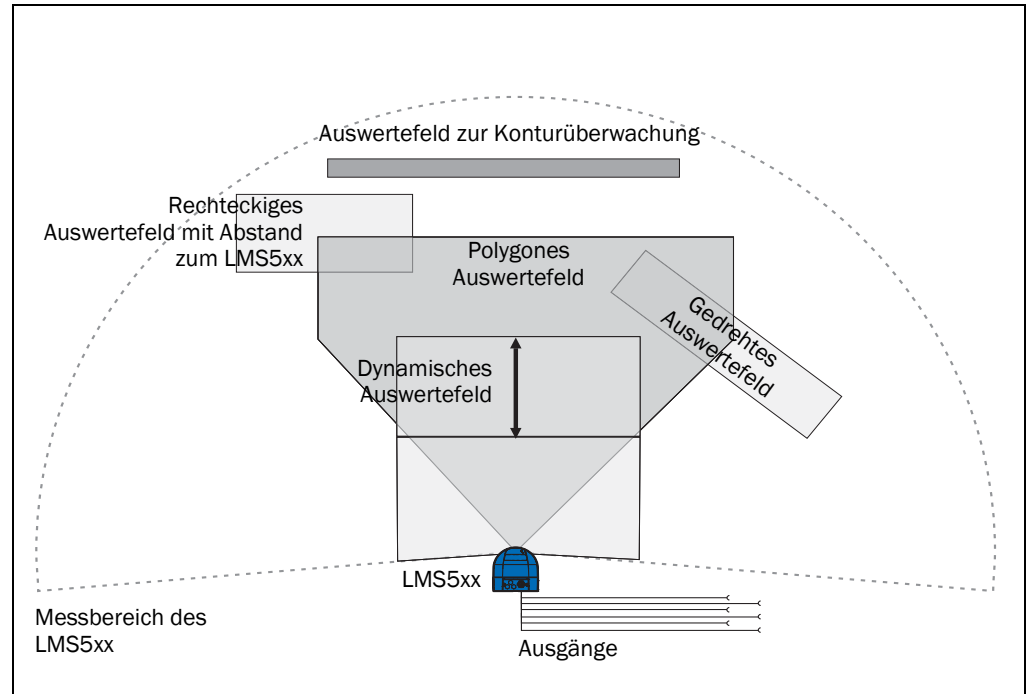 Auswertefeld zur Konturüberwachung
Rechteckiges
Auswertefeld mit Abstand
zum LMS5xx
Polygones
Auswertefeld
Gedrehtes
Auswertefeld
Dynamisches
Auswertefeld
LMS5xx
Messbereich des
LMS5xx
Ausgänge